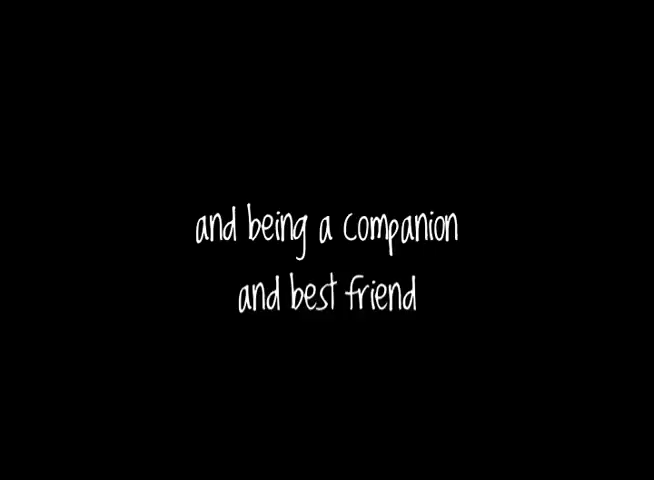 and being a companion
and best friend